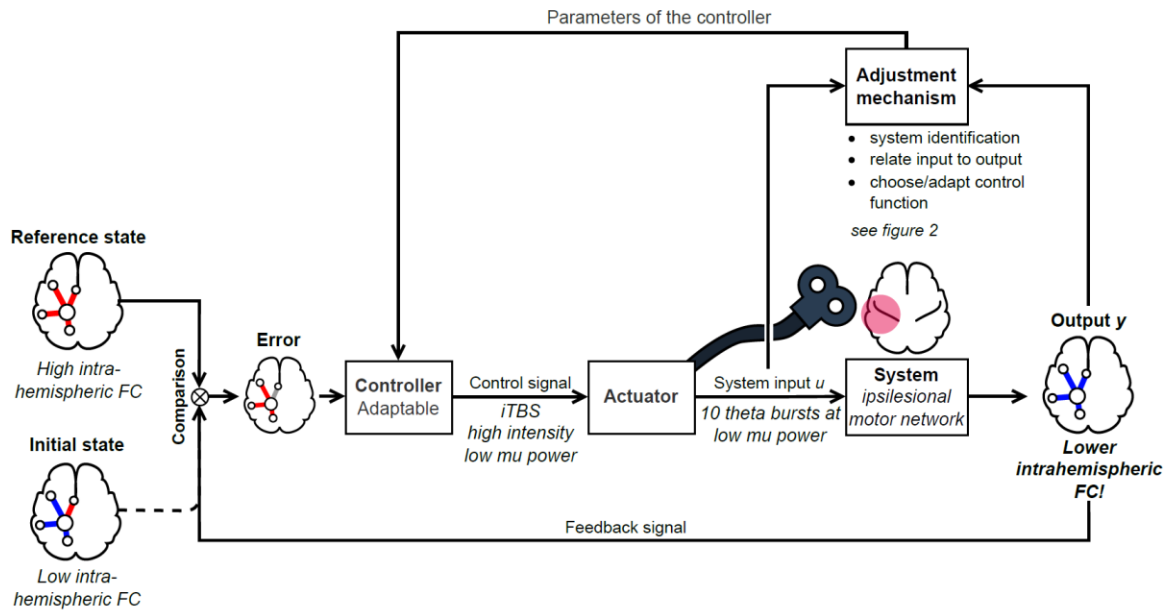 Parameters of the controller
Adjustment
mechanism
• system identification
• relate input to output
• choose/adapt control
function
see figure 2
Reference state
High intra-
hemispheric FC
Comparison
Error
Controller
Adaptable
Control signal
iTBS
high intensity
low mu power
Actuator
System input u
10 theta bursts at
low mu power
System
ipsilesional
motor network
Output y
Lower
intrahemispheric
FC!
Initial state
Low intra-
hemispheric FC
Feedback signal